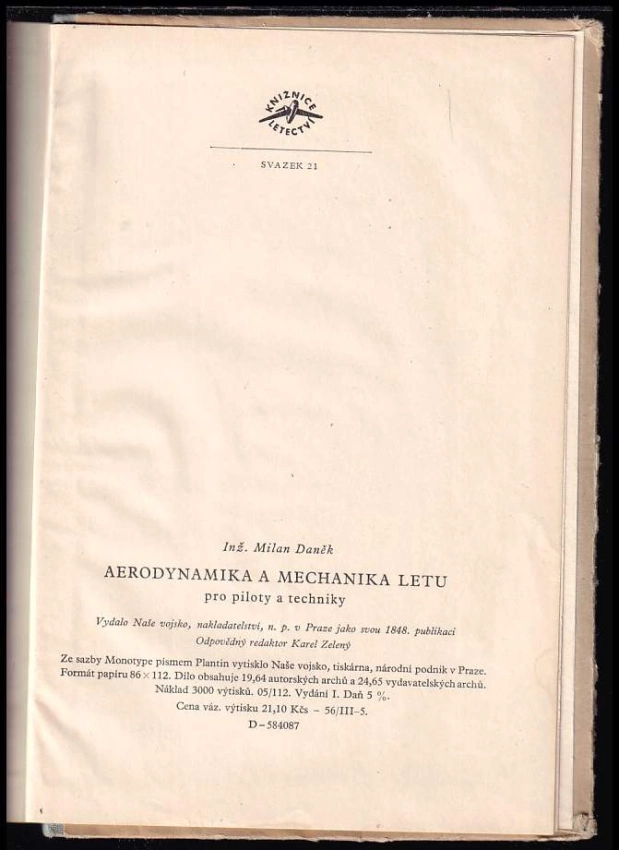 KNIŽNICE
LETECTVÍ
SVAZEK 21
Inž. Milan Daněk
AERODYNAMIKA A MECHANIKA LETU
pro piloty a techniky
Vydalo Naše vojsko, nakladatelství, n. p. v Praze jako svou 1848. publikaci
Odpovědný redaktor Karel Zelený
Ze sazby Monotype písmem Plantin vytisklo Naše vojsko, tiskárna, národní podnik v Praze.
Formát papíru 86 × 112. Dílo obsahuje 19,64 autorských archů a 24,65 vydavatelských archů.
Náklad 3000 výtisků. 05/112. Vydání I. Daň 5 %.
Cena váz. výtisku 21,10 Kčs – 56/III–5.
D–584087